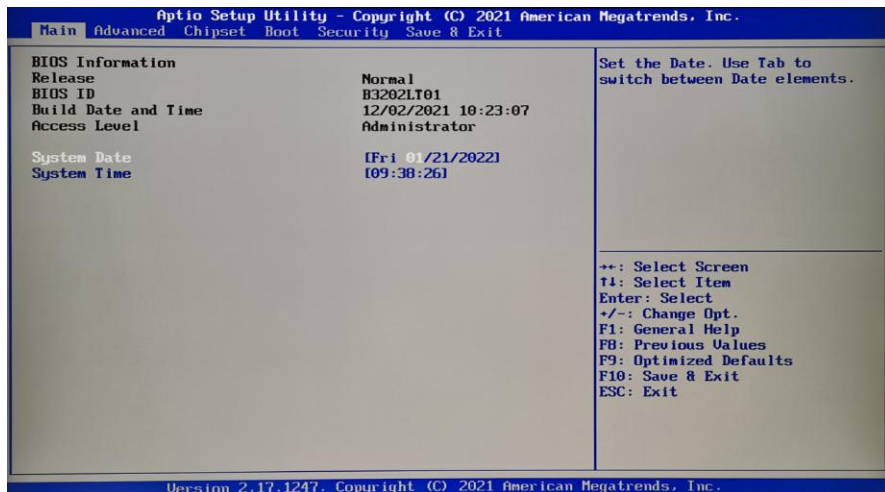 Aptio Setup Utility - Copyright (C) 2021 American Megatrends, Inc.
Main Advanced Chipset Boot Security Save & Exit
BIOS Information
Release Normal
BIOS ID B3202LT01
Build Date and Time 12/02/2021 10:23:07
Access Level Administrator
System Date [Fri 01/21/2022]
System Time [09:38:26]
Set the Date. Use Tab to
switch between Date elements.
→←: Select Screen
↑↓: Select Item
Enter: Select
+/-: Change Opt.
F1: General Help
F8: Previous Values
F9: Optimized Defaults
F10: Save & Exit
ESC: Exit
Version 2.17.1247. Copyright (C) 2021 American Megatrends, Inc.